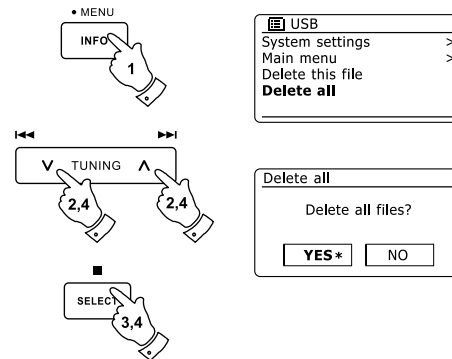 • MENU
INFO
1
TUNING
2,4
2,4
SELECT
3,4
USB
System settings >
Main menu >
Delete this file
Delete all
Delete all
Delete all files?
YES* NO